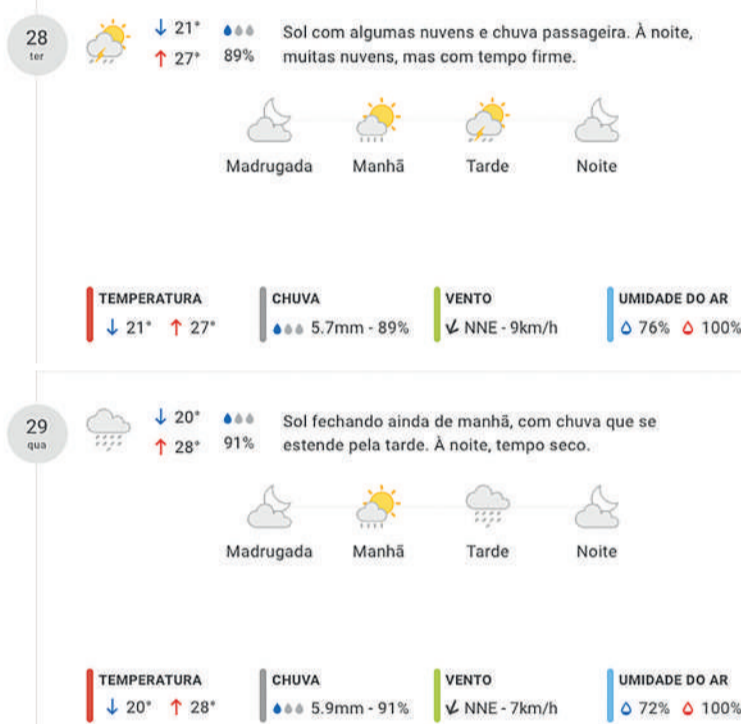 28
ter
21°
27°
89%
Sol com algumas nuvens e chuva passageira. À noite,
muitas nuvens, mas com tempo firme.
Madrugada Manhã Tarde Noite
TEMPERATURA CHUVA VENTO UMIDADE DO AR
21° 27° 5.7mm - 89% NNE - 9km/h 76% 100%
29
qua
20°
28°
91%
Sol fechando ainda de manhã, com chuva que se
estende pela tarde. À noite, tempo seco.
Madrugada Manhã Tarde Noite
TEMPERATURA CHUVA VENTO UMIDADE DO AR
20° 28° 5.9mm - 91% NNE - 7km/h 72% 100%